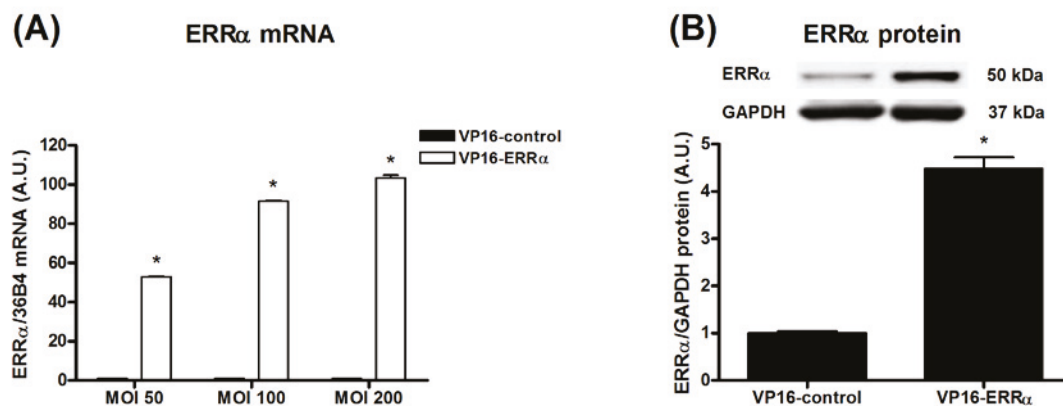 (A)
ERRα mRNA
VP16-control
VP16-ERRα
ERRα/36B4 mRNA (A.U.)
120
100
80
60
40
20
0
*
*
*
MOI 50 MOI 100 MOI 200
(B)
ERRα protein
ERRα 50 kDa
GAPDH 37 kDa
ERRα/GAPDH protein (A.U.)
5
4
3
2
1
0
*
VP16-control VP16-ERRα